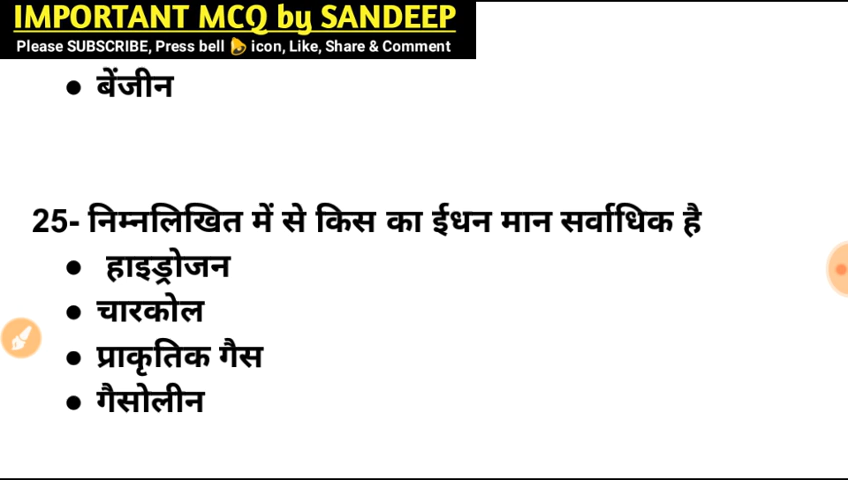 IMPORTANT MCQ by SANDEEP
Please SUBSCRIBE, Press bell icon, Like, Share & Comment
• बेंजीन
25- निम्नलिखित में से किस का ईधन मान सर्वाधिक है
• हाइड्रोजन
• चारकोल
• प्राकृतिक गैस
• गैसोलीन